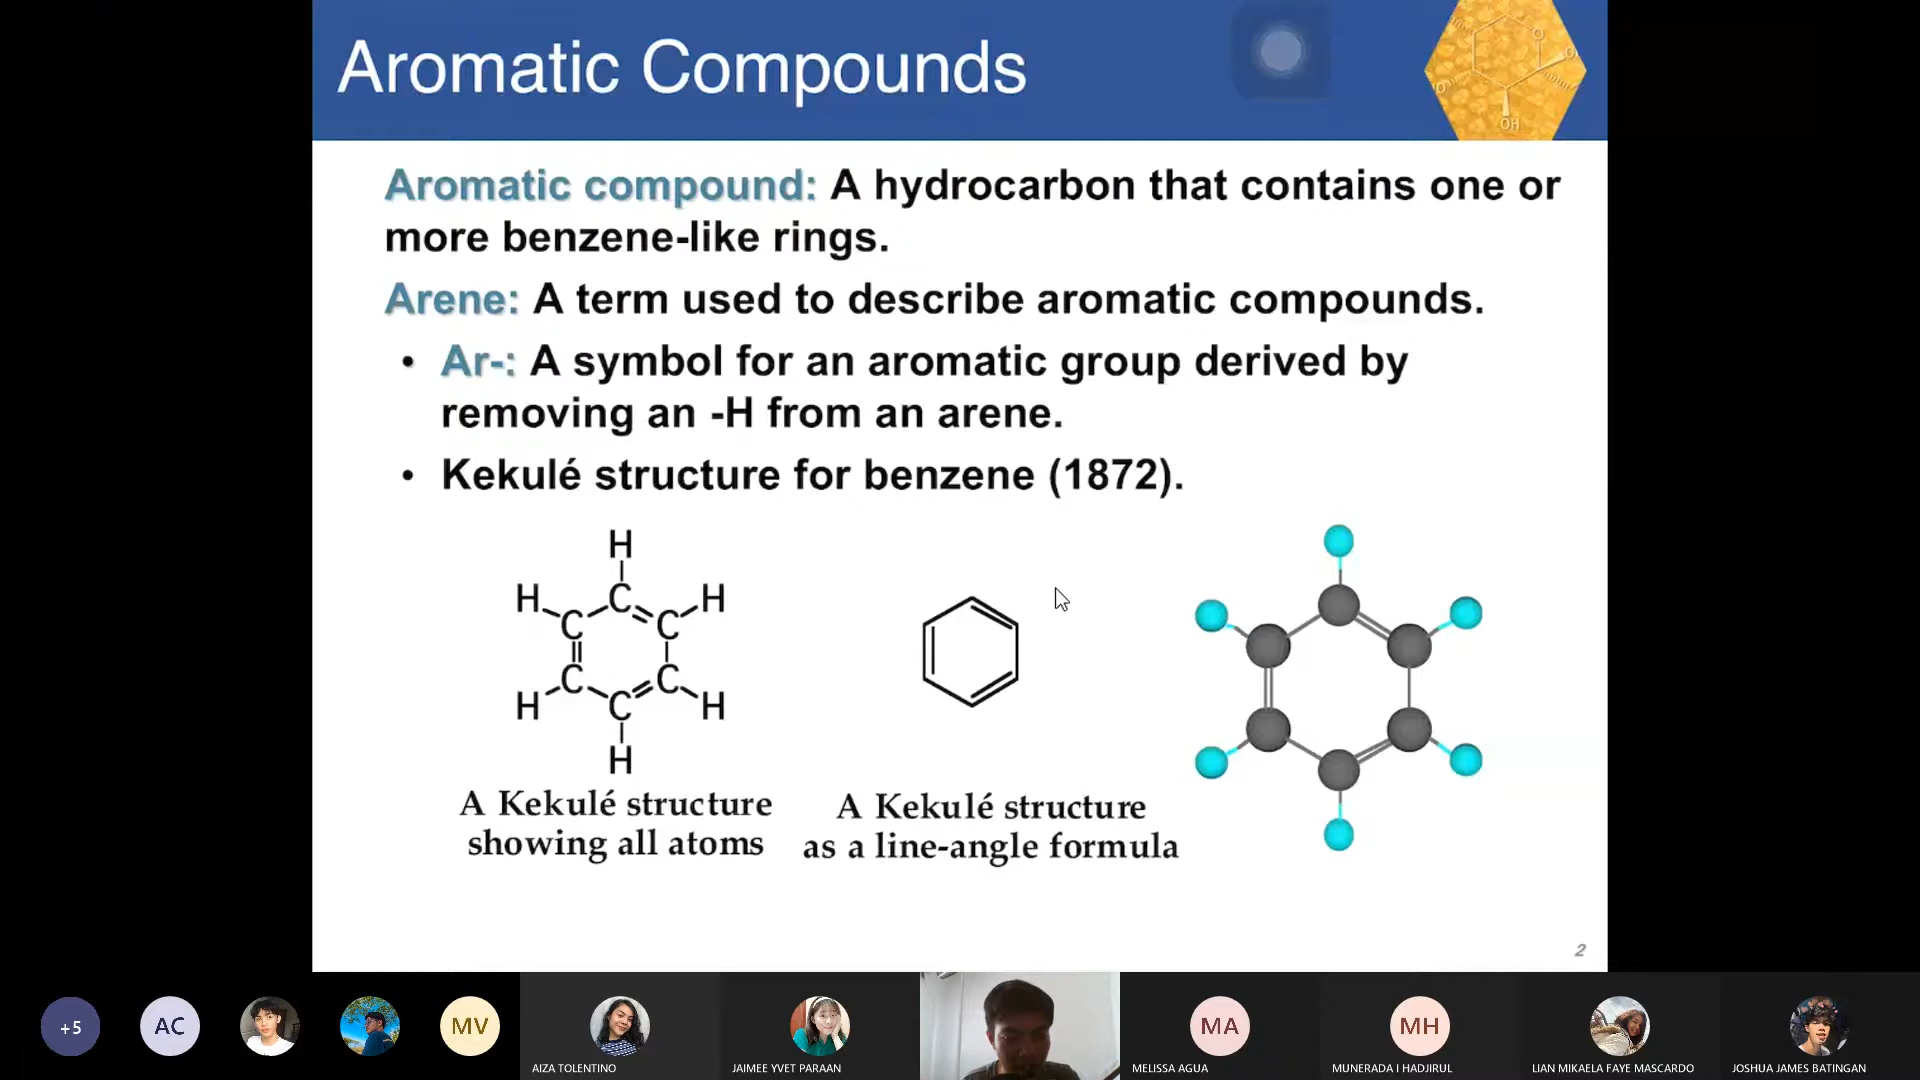 Aromatic Compounds
O
O
O
OH
Aromatic compound: A hydrocarbon that contains one or
more benzene-like rings.
Arene: A term used to describe aromatic compounds.
• Ar-: A symbol for an aromatic group derived by
removing an -H from an arene.
• Kekulé structure for benzene (1872).
H
H C H
C C
C C
H C H
H
A Kekulé structure
showing all atoms
A Kekulé structure
as a line-angle formula
2
+5
AC
MV
MA
MH
AIZA TOLENTINO
JAIMEE YVET PARAAN
MELISSA AGUA
MUNERADA I HADJIRUL
LIAN MIKAELA FAYE MASCARDO
JOSHUA JAMES BATINGAN